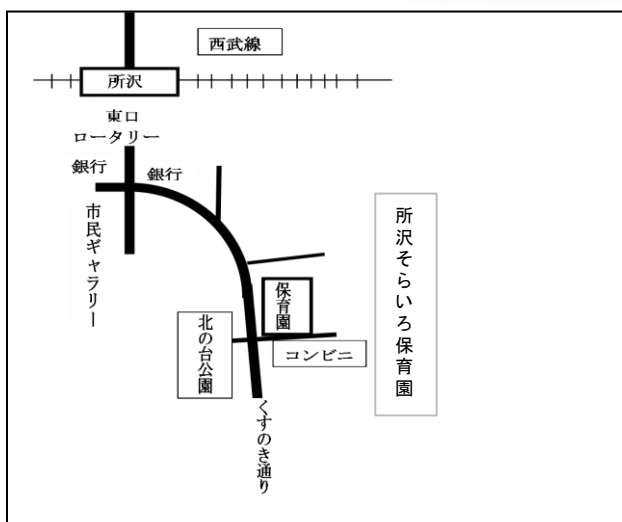 西武線
所沢
東口
ロータリー
銀行
銀行
市民ギャラリー
所沢そらいろ保育園
保育園
北の台公園
コンビニ
くすのき通り